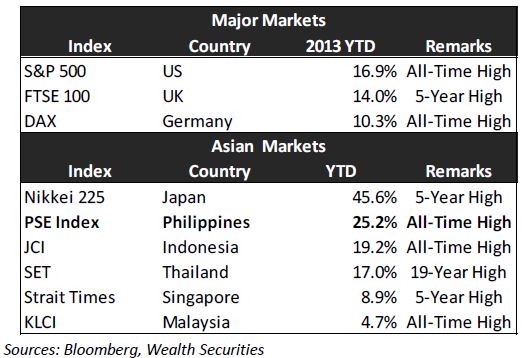 Major Markets
Index Country 2013 YTD Remarks
S&P 500 US 16.9% All-Time High
FTSE 100 UK 14.0% 5-Year High
DAX Germany 10.3% All-Time High
Asian Markets
Index Country YTD Remarks
Nikkei 225 Japan 45.6% 5-Year High
PSE Index Philippines 25.2% All-Time High
JCI Indonesia 19.2% All-Time High
SET Thailand 17.0% 19-Year High
Strait Times Singapore 8.9% 5-Year High
KLCI Malaysia 4.7% All-Time High
Sources: Bloomberg, Wealth Securities